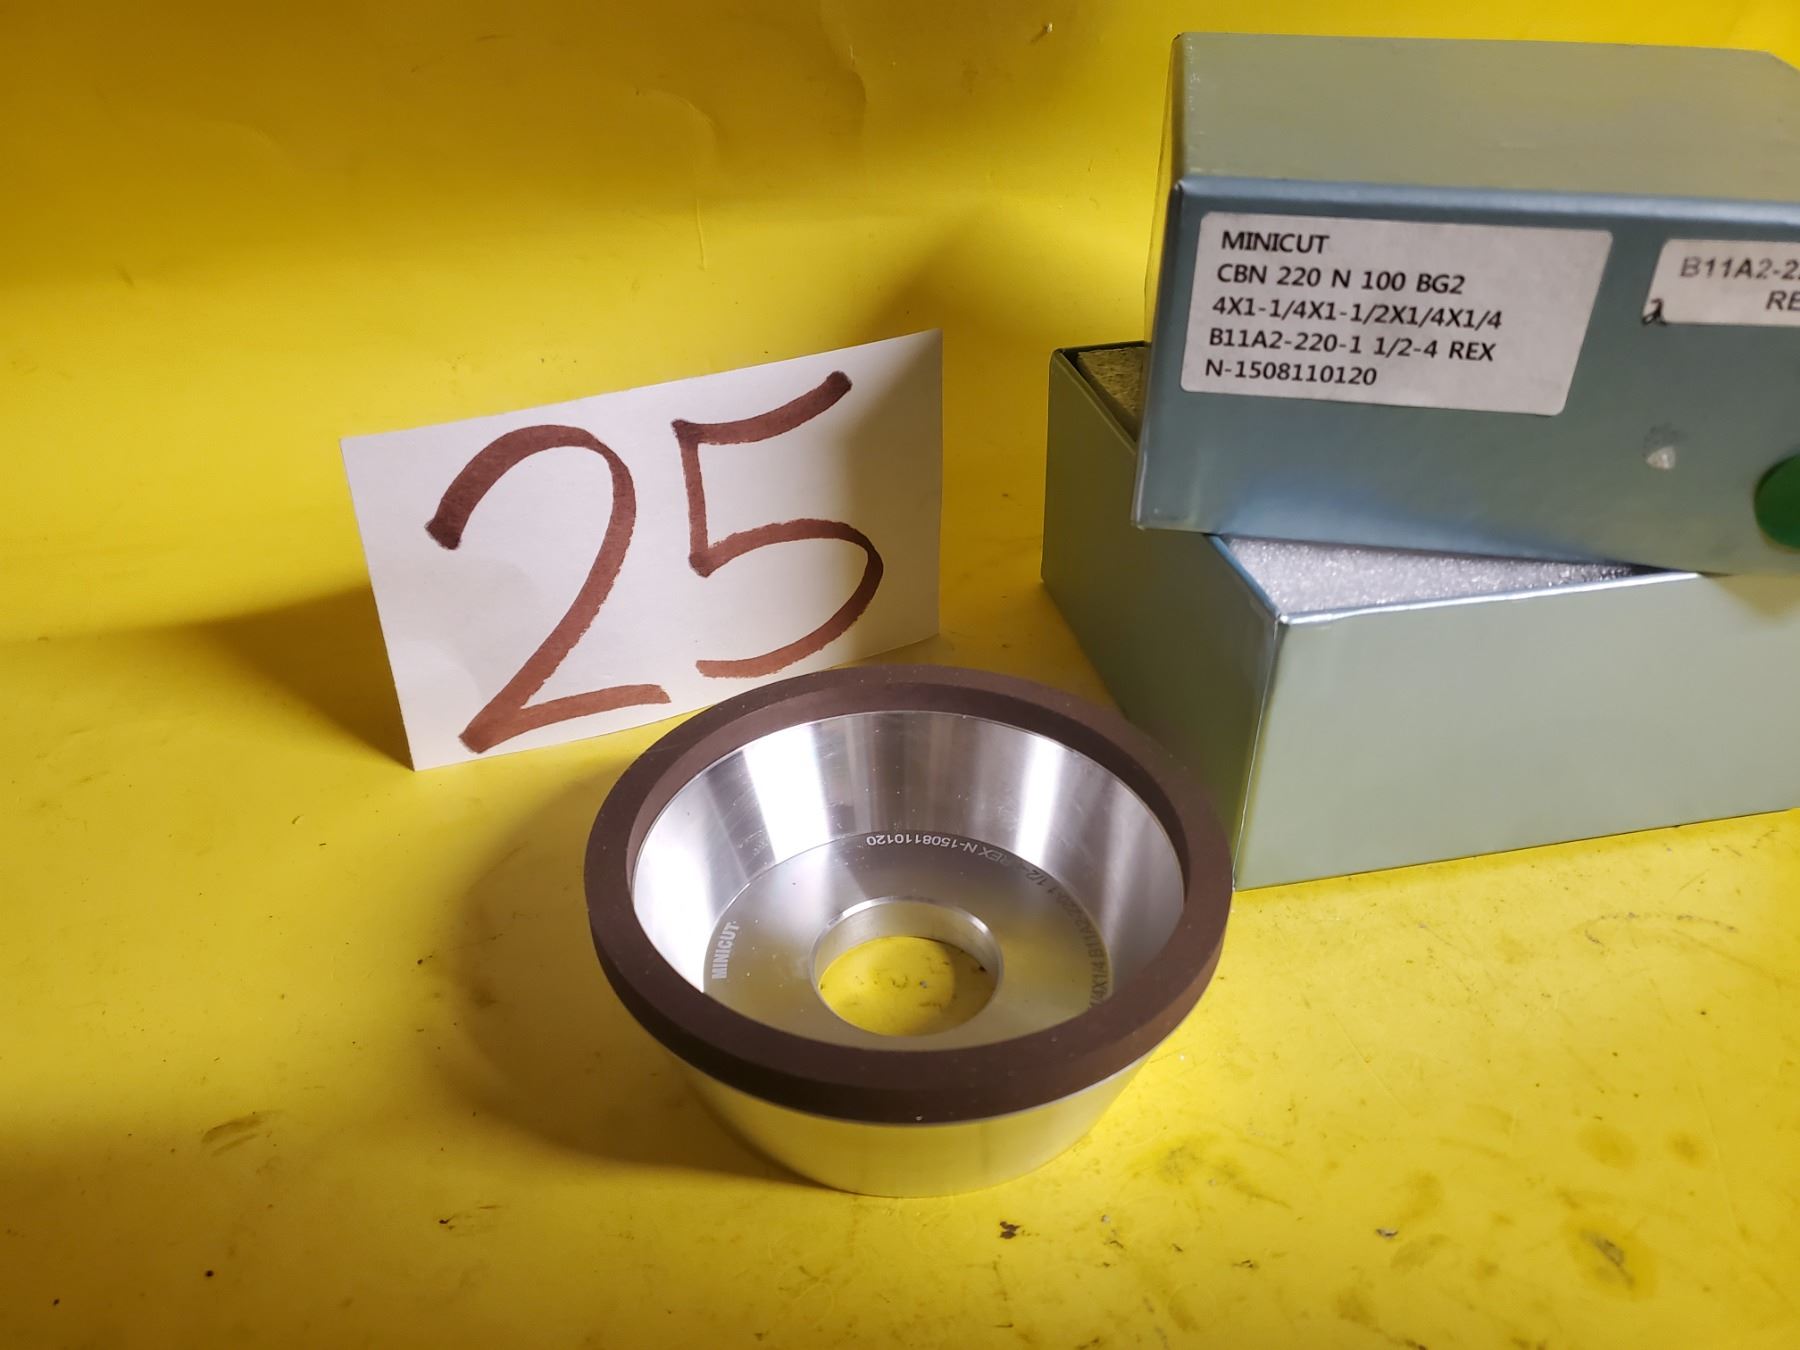 MINICUT
CBN 220 N 100 BG2
4X1-1/4X1-1/2X1/4X1/4
B11A2-220-1 1/2-4 REX
N-1508110120
25
MINICUT
REX N-1508110120